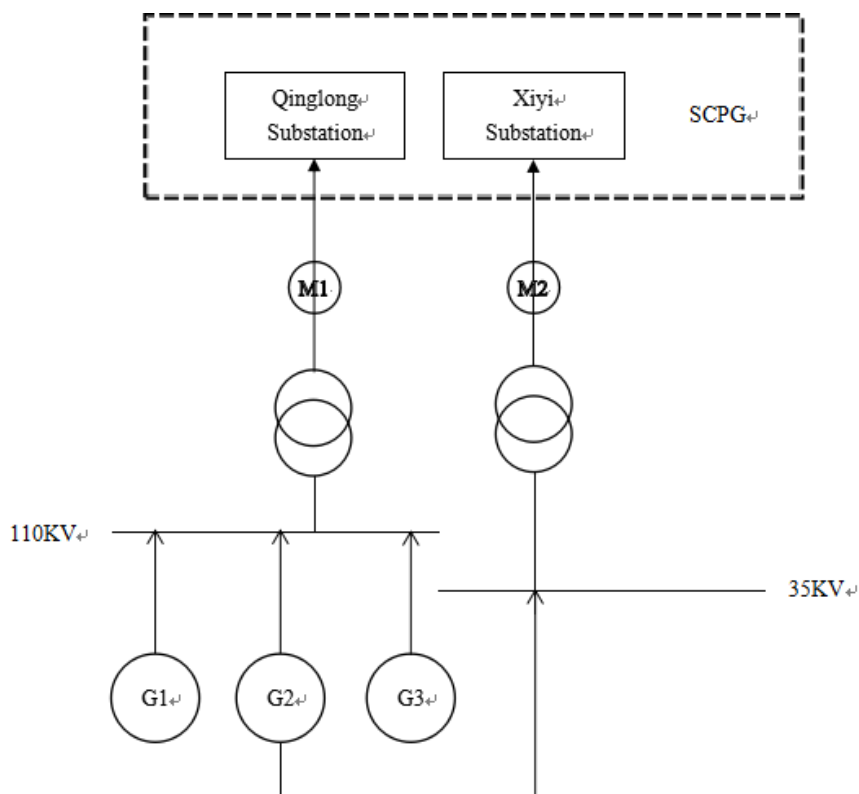 Qinglong↵
Substation↵
Xiyi↵
Substation↵
SCPG↵
M1
M2
110KV↵
35KV↵
G1↵
G2↵
G3↵